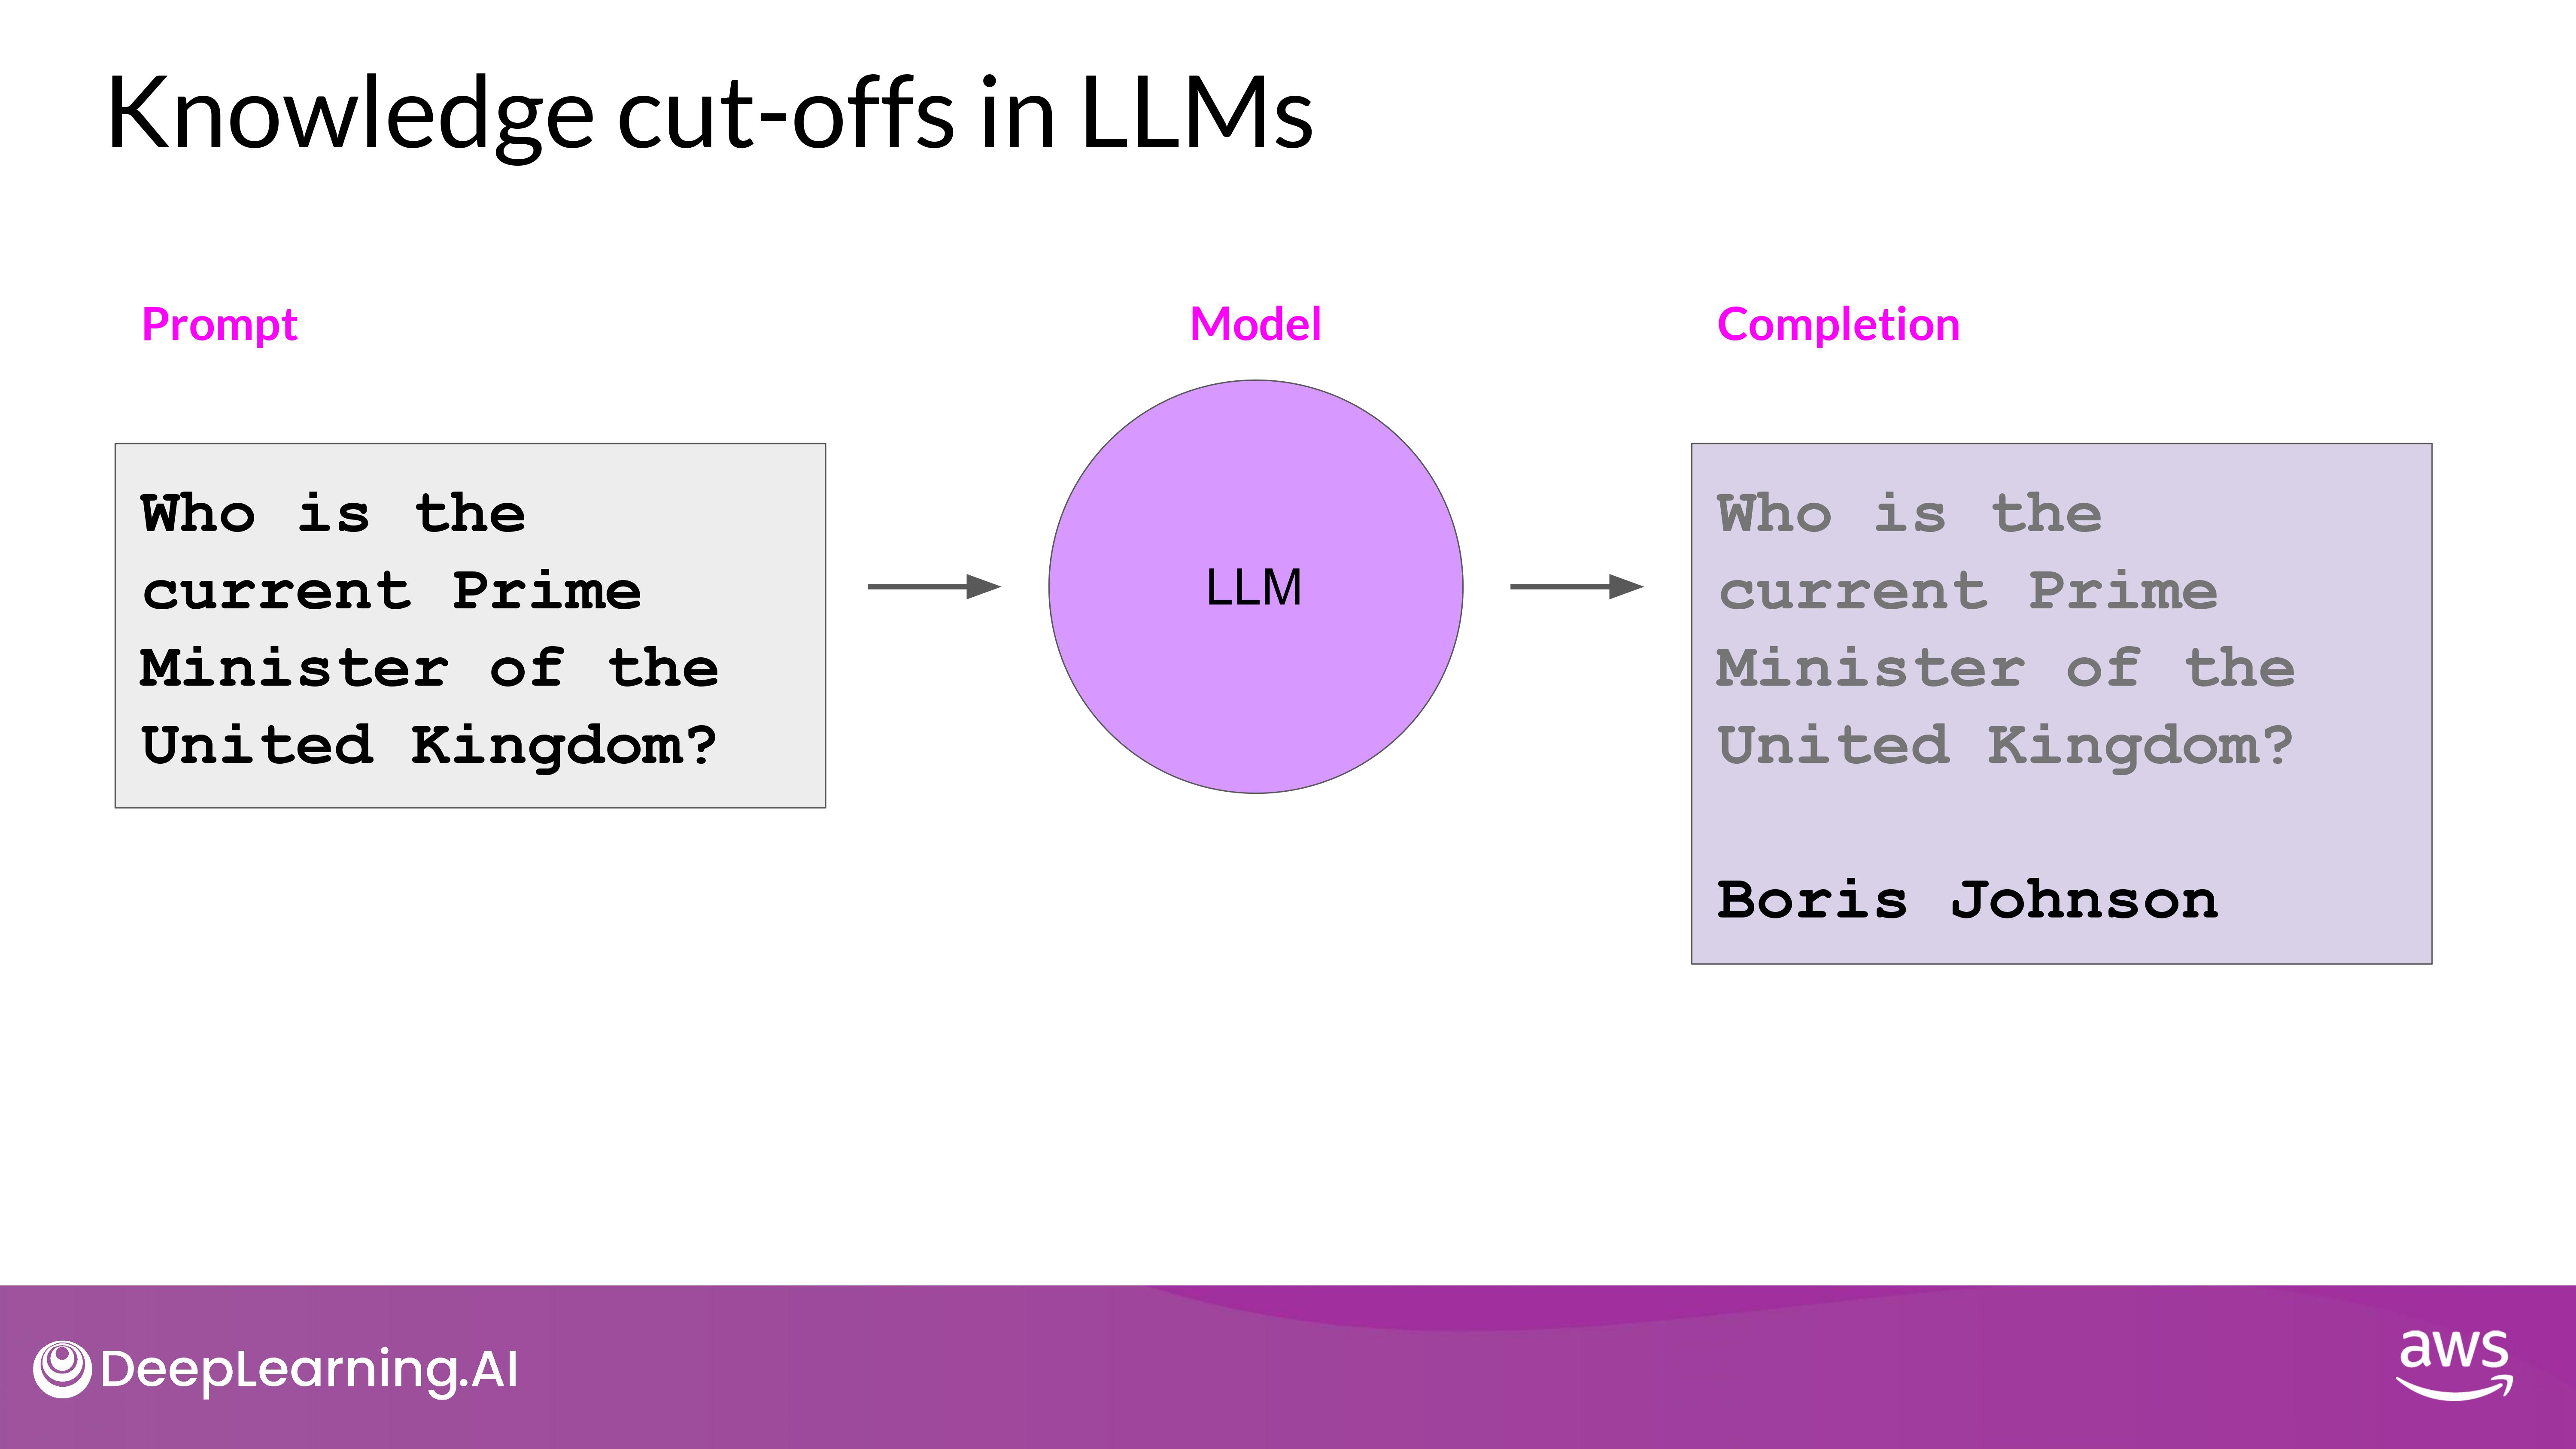 Knowledge cut-offs in LLMs
Prompt
Model
Completion
Who is the
current Prime
Minister of the
United Kingdom?
LLM
Who is the
current Prime
Minister of the
United Kingdom?
Boris Johnson
DeepLearning.AI
aws